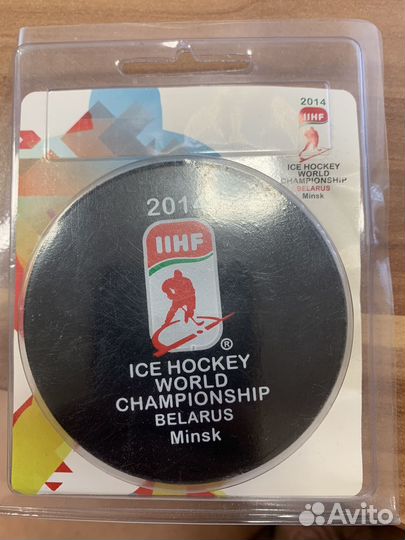 2014
IIHF
ICE HOCKEY
WORLD
CHAMPIONSHIP
BELARUS
Minsk
2014
IIHF
®
ICE HOCKEY
WORLD
CHAMPIONSHIP
BELARUS
Minsk
Avito